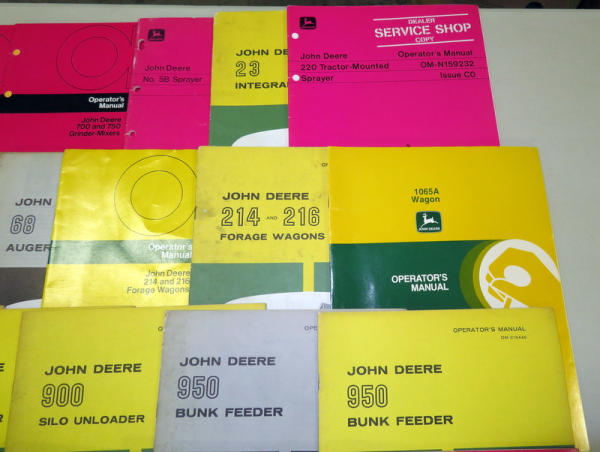 Operator's
Manual
John Deere
700 and 750
Grinder-Mixers
John Deere
No. 5B Sprayer
JOHN DEERE
23
INTEGRA
DEALER
SERVICE SHOP
COPY
John Deere
220 Tractor-Mounted
Sprayer
Operator's Manual
OM-N159232
Issue C0
JOHN
68
AUGER
Operator's
Manual
John Deere
214 and 216
Forage Wagons
JOHN DEERE
214 AND 216
FORAGE WAGONS
1065A
Wagon
JOHN DEERE
OPERATOR'S
MANUAL
JOHN DEERE
900
SILO UNLOADER
JOHN DEERE
950
BUNK FEEDER
OPERATOR'S MANUAL
JOHN DEERE
950
BUNK FEEDER